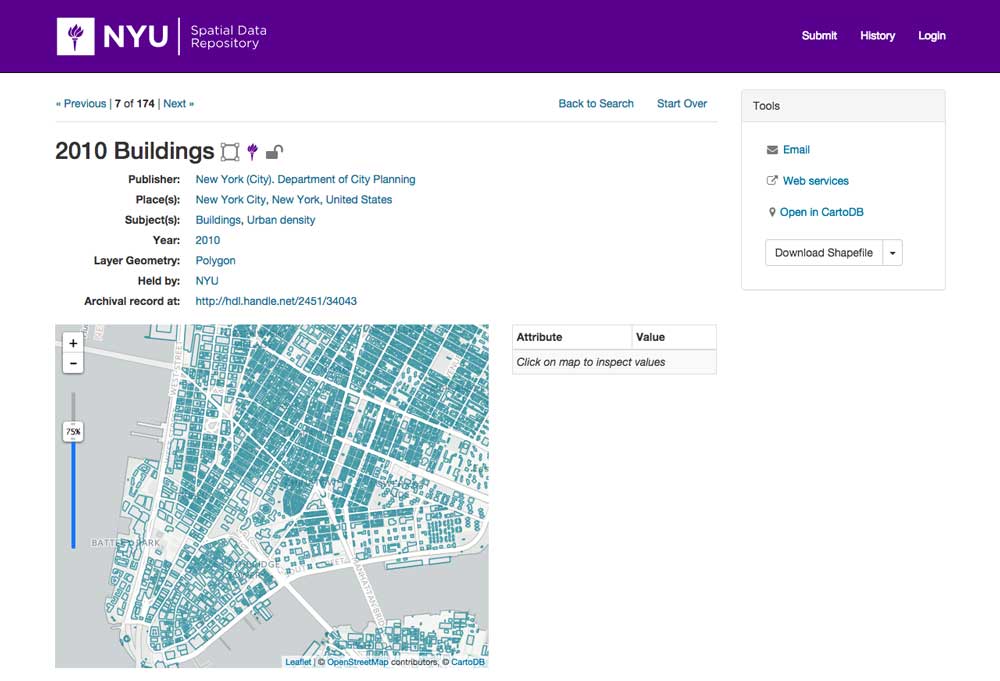 NYU
Spatial Data
Repository
Submit History Login
« Previous | 7 of 174 | Next »
Back to Search Start Over
Tools
2010 Buildings
Email
Web services
Open in CartoDB
Download Shapefile
Publisher: New York (City). Department of City Planning
Place(s): New York City, New York, United States
Subject(s): Buildings, Urban density
Year: 2010
Layer Geometry: Polygon
Held by: NYU
Archival record at: http://hdl.handle.net/2451/34043
+
−
75%
WEST STREET
Attribute Value
Click on map to inspect values
Leaflet | © OpenStreetMap contributors, © CartoDB